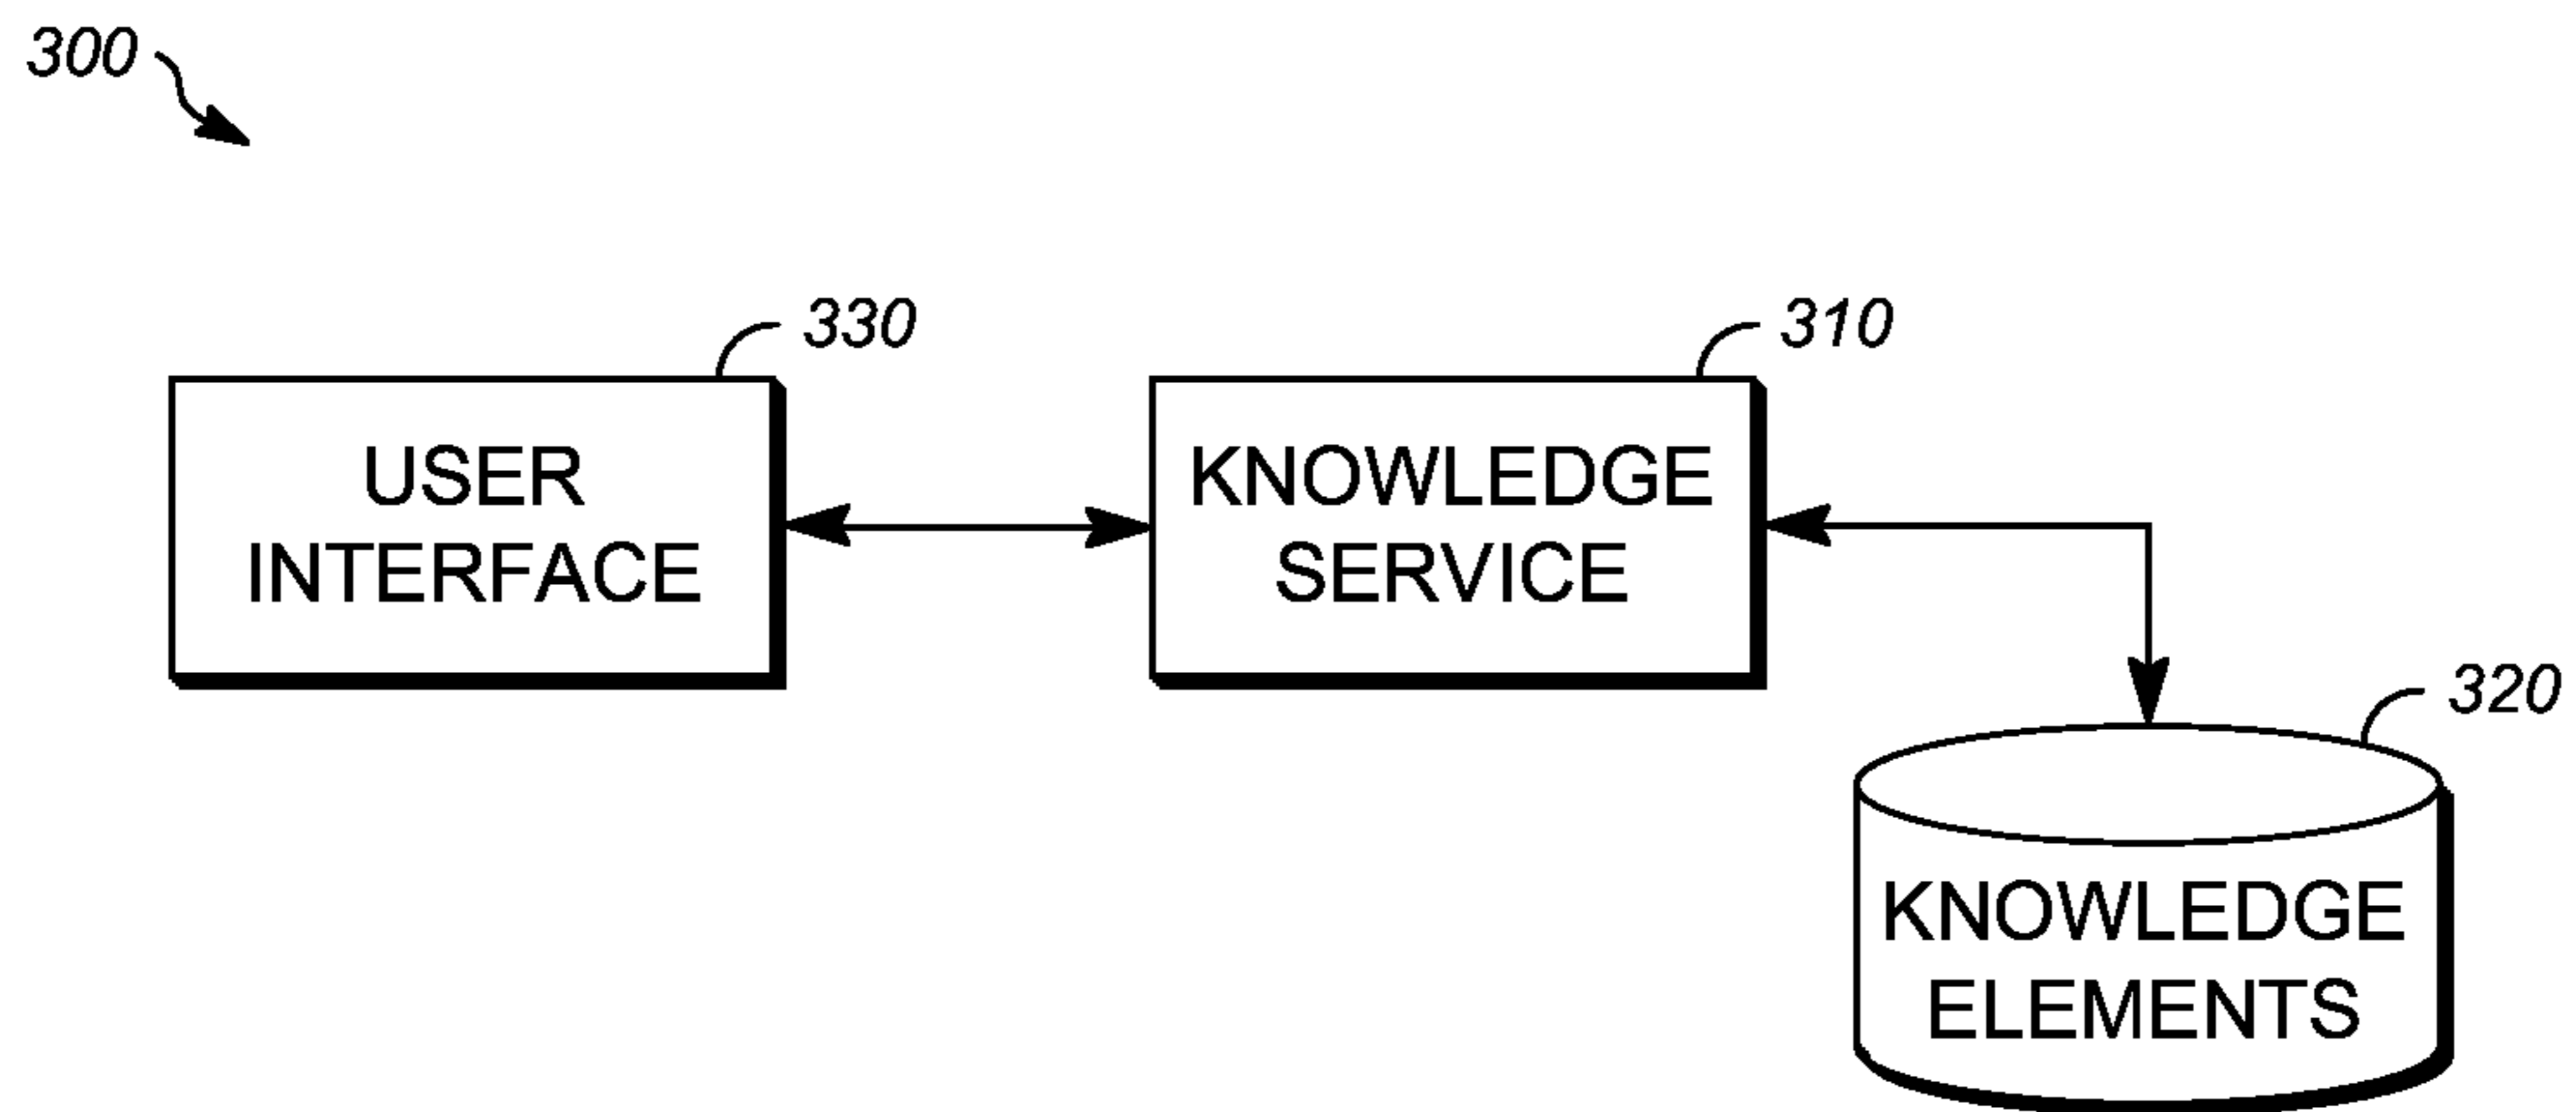 300
330
310
USER
INTERFACE
KNOWLEDGE
SERVICE
320
KNOWLEDGE
ELEMENTS